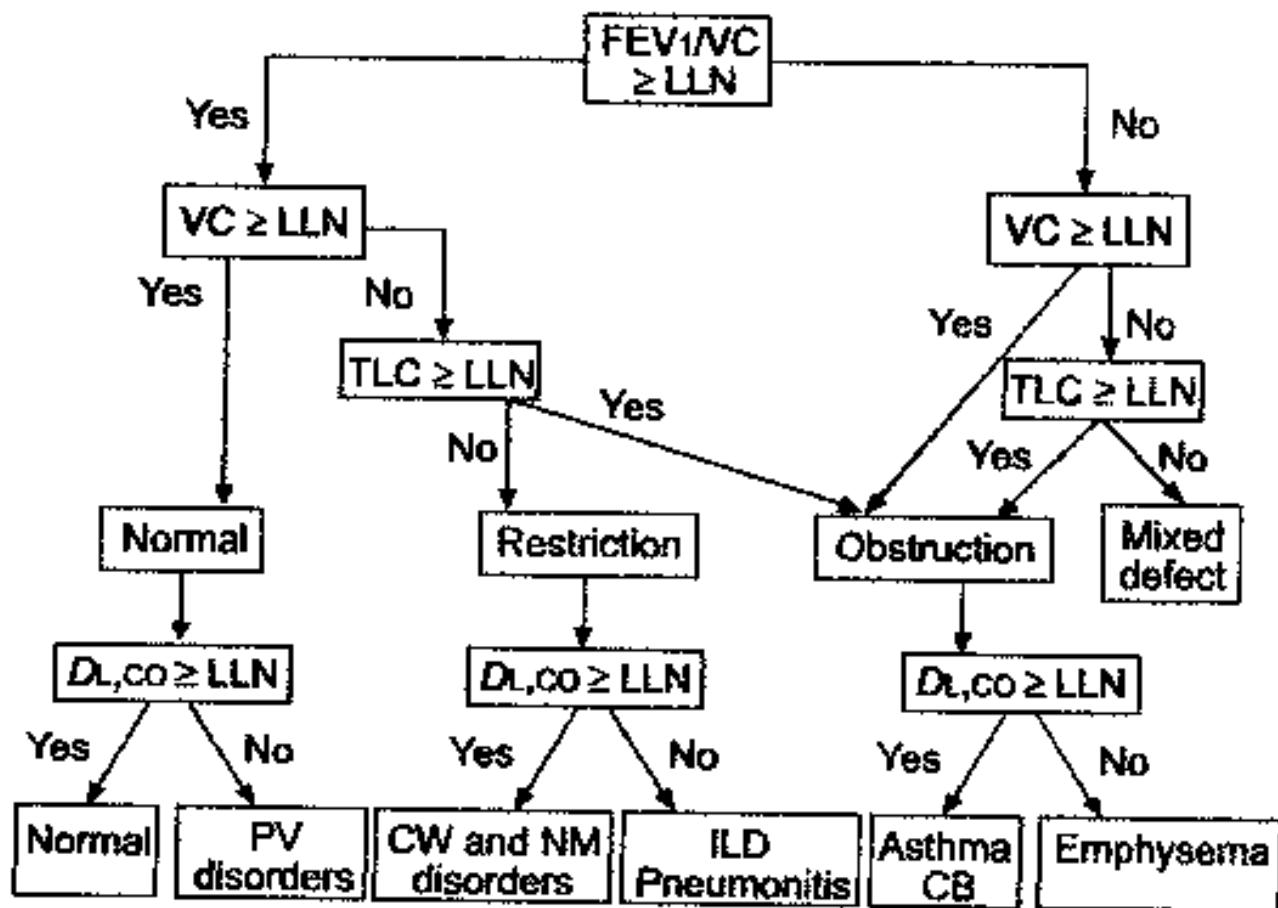 FEV1/VC
≥ LLN
Yes
No
VC ≥ LLN
VC ≥ LLN
Yes
No
Yes
No
TLC ≥ LLN
TLC ≥ LLN
No
Yes
Yes
No
Normal
Restriction
Obstruction
Mixed
defect
DL,CO ≥ LLN
DL,CO ≥ LLN
DL,CO ≥ LLN
Yes
No
Yes
No
Yes
No
Normal
PV
disorders
CW and NM
disorders
ILD
Pneumonitis
Asthma
CB
Emphysema